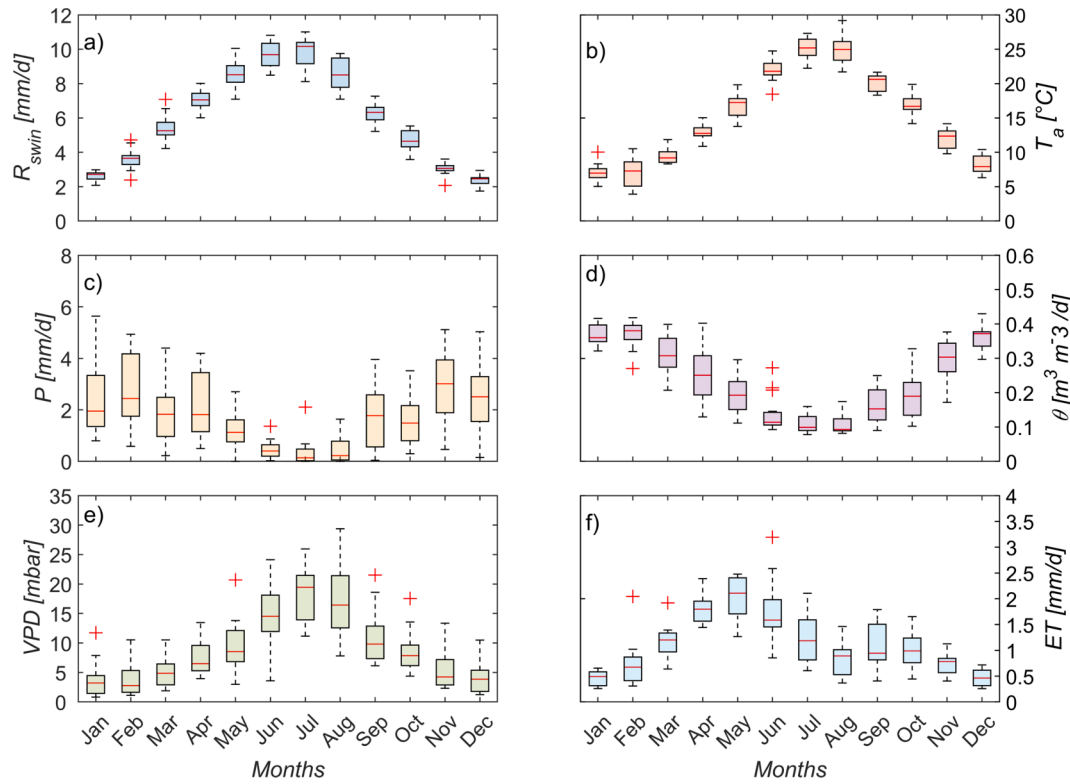 a)
R_swin [mm/d]
12
10
8
6
4
2
0
b)
T_a [°C]
30
25
20
15
10
5
0
c)
P [mm/d]
8
6
4
2
0
d)
θ [m^3 m^-3 /d]
0.6
0.5
0.4
0.3
0.2
0.1
0
e)
VPD [mbar]
35
30
25
20
15
10
5
0
f)
ET [mm/d]
4
3.5
3
2.5
2
1.5
1
0.5
0
Jan Feb Mar Apr May Jun Jul Aug Sep Oct Nov Dec
Months
Jan Feb Mar Apr May Jun Jul Aug Sep Oct Nov Dec
Months